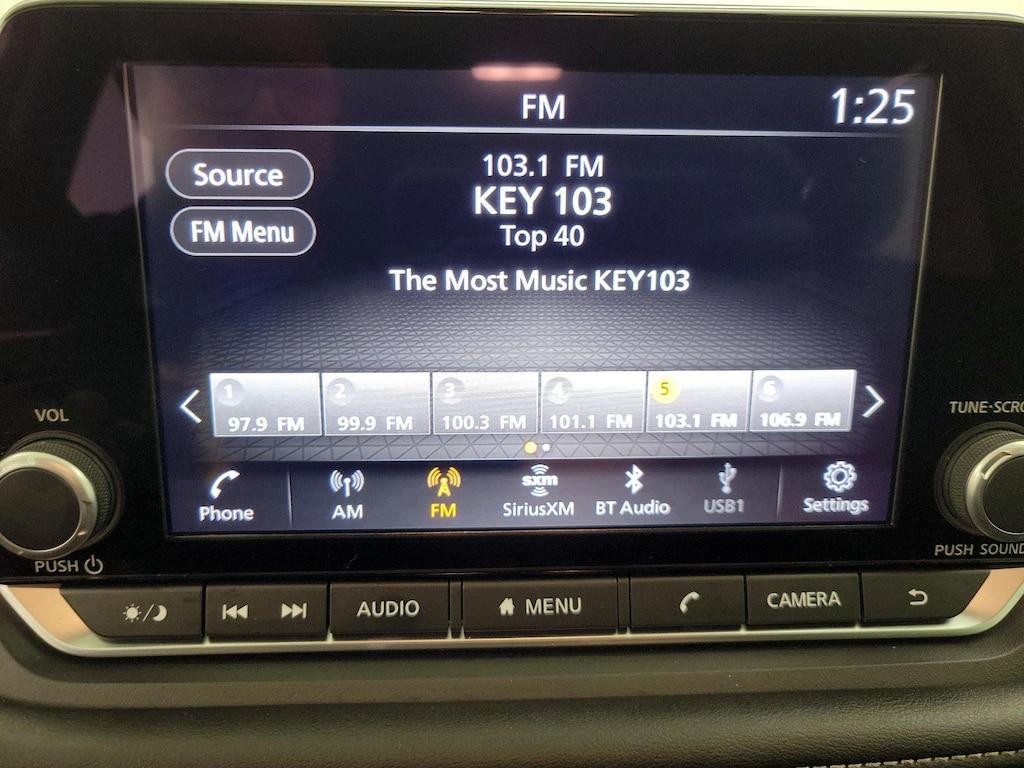 FM
1:25
Source
103.1 FM
KEY 103
FM Menu
Top 40
The Most Music KEY103
1 2 3 4 5 6
97.9 FM 99.9 FM 100.3 FM 101.1 FM 103.1 FM 106.9 FM
VOL
TUNE·SCRO
sxm
Phone AM FM SiriusXM BT Audio USB1 Settings
PUSH
PUSH SOUND
AUDIO MENU CAMERA